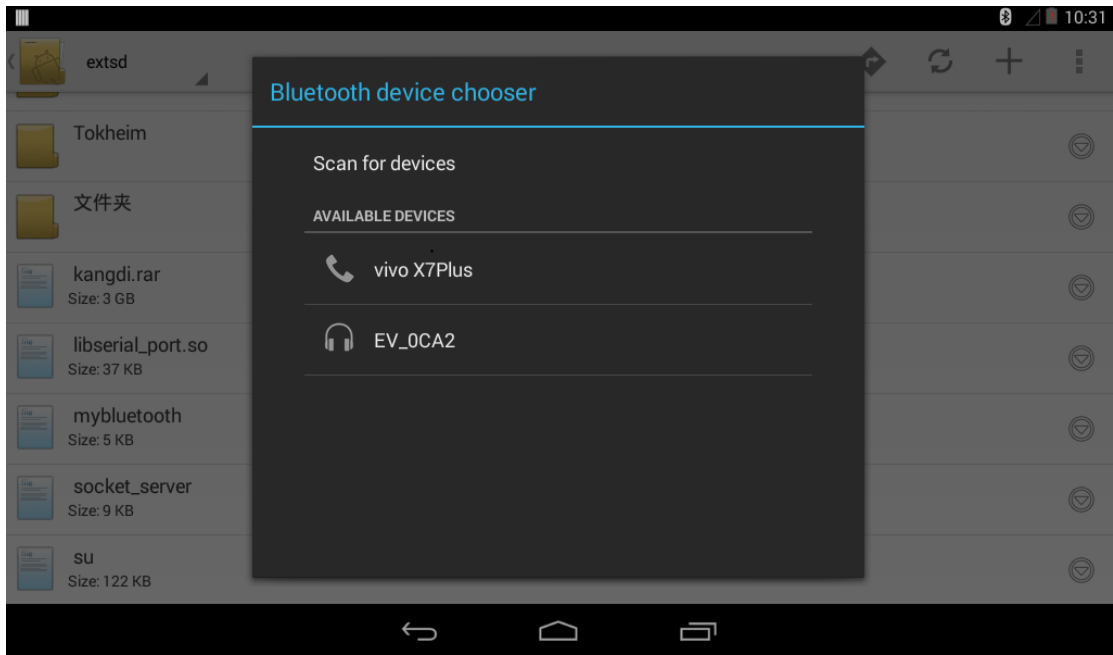 10:31
extsd
Bluetooth device chooser
Tokheim
Scan for devices
文件夹
AVAILABLE DEVICES
kangdi.rar
Size: 3 GB
vivo X7Plus
libserial_port.so
Size: 37 KB
EV_0CA2
mybluetooth
Size: 5 KB
socket_server
Size: 9 KB
su
Size: 122 KB